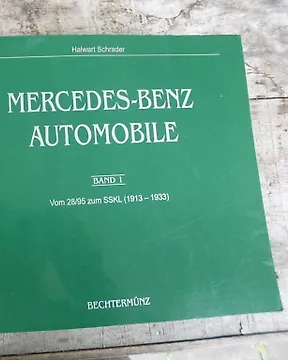 Halwart Schrader
MERCEDES-BENZ
AUTOMOBILE
BAND 1
Vom 28/95 zum SSKL (1913 – 1933)
BECHTERMÜNZ